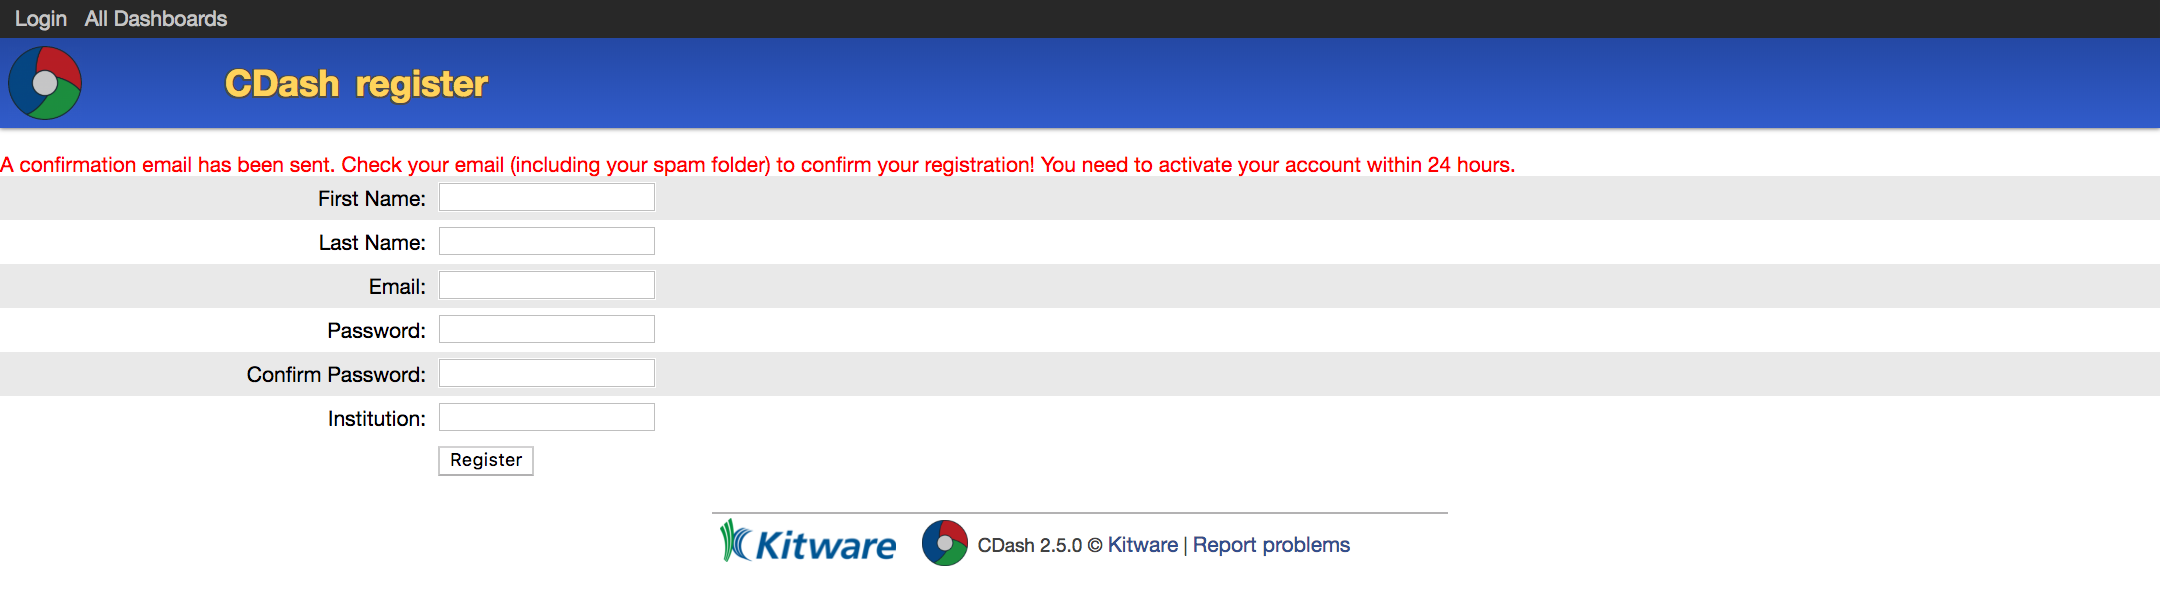 Login All Dashboards
CDash register
A confirmation email has been sent. Check your email (including your spam folder) to confirm your registration! You need to activate your account within 24 hours.
First Name:
Last Name:
Email:
Password:
Confirm Password:
Institution:
Register
Kitware CDash 2.5.0 © Kitware | Report problems